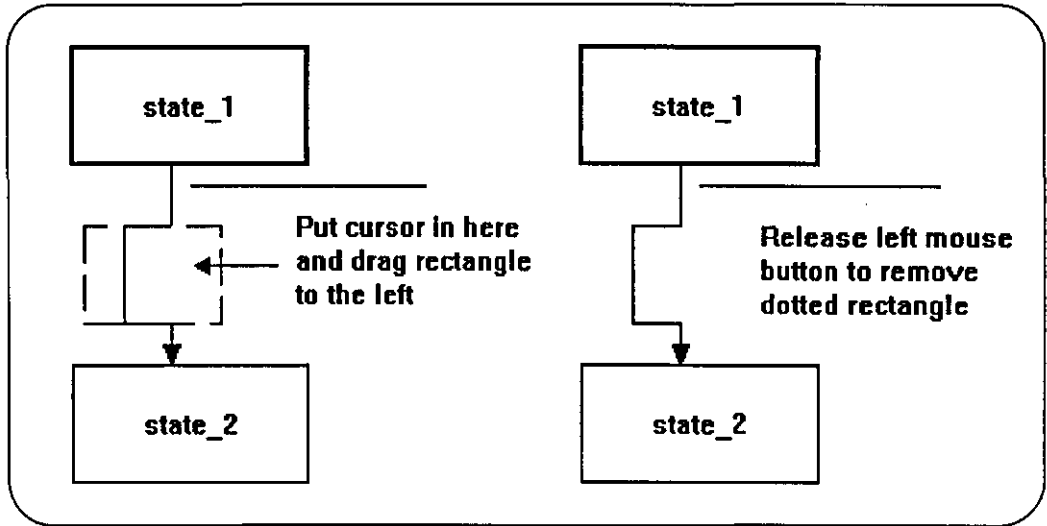 state_1
Put cursor in here
and drag rectangle
to the left
state_2
state_1
Release left mouse
button to remove
dotted rectangle
state_2